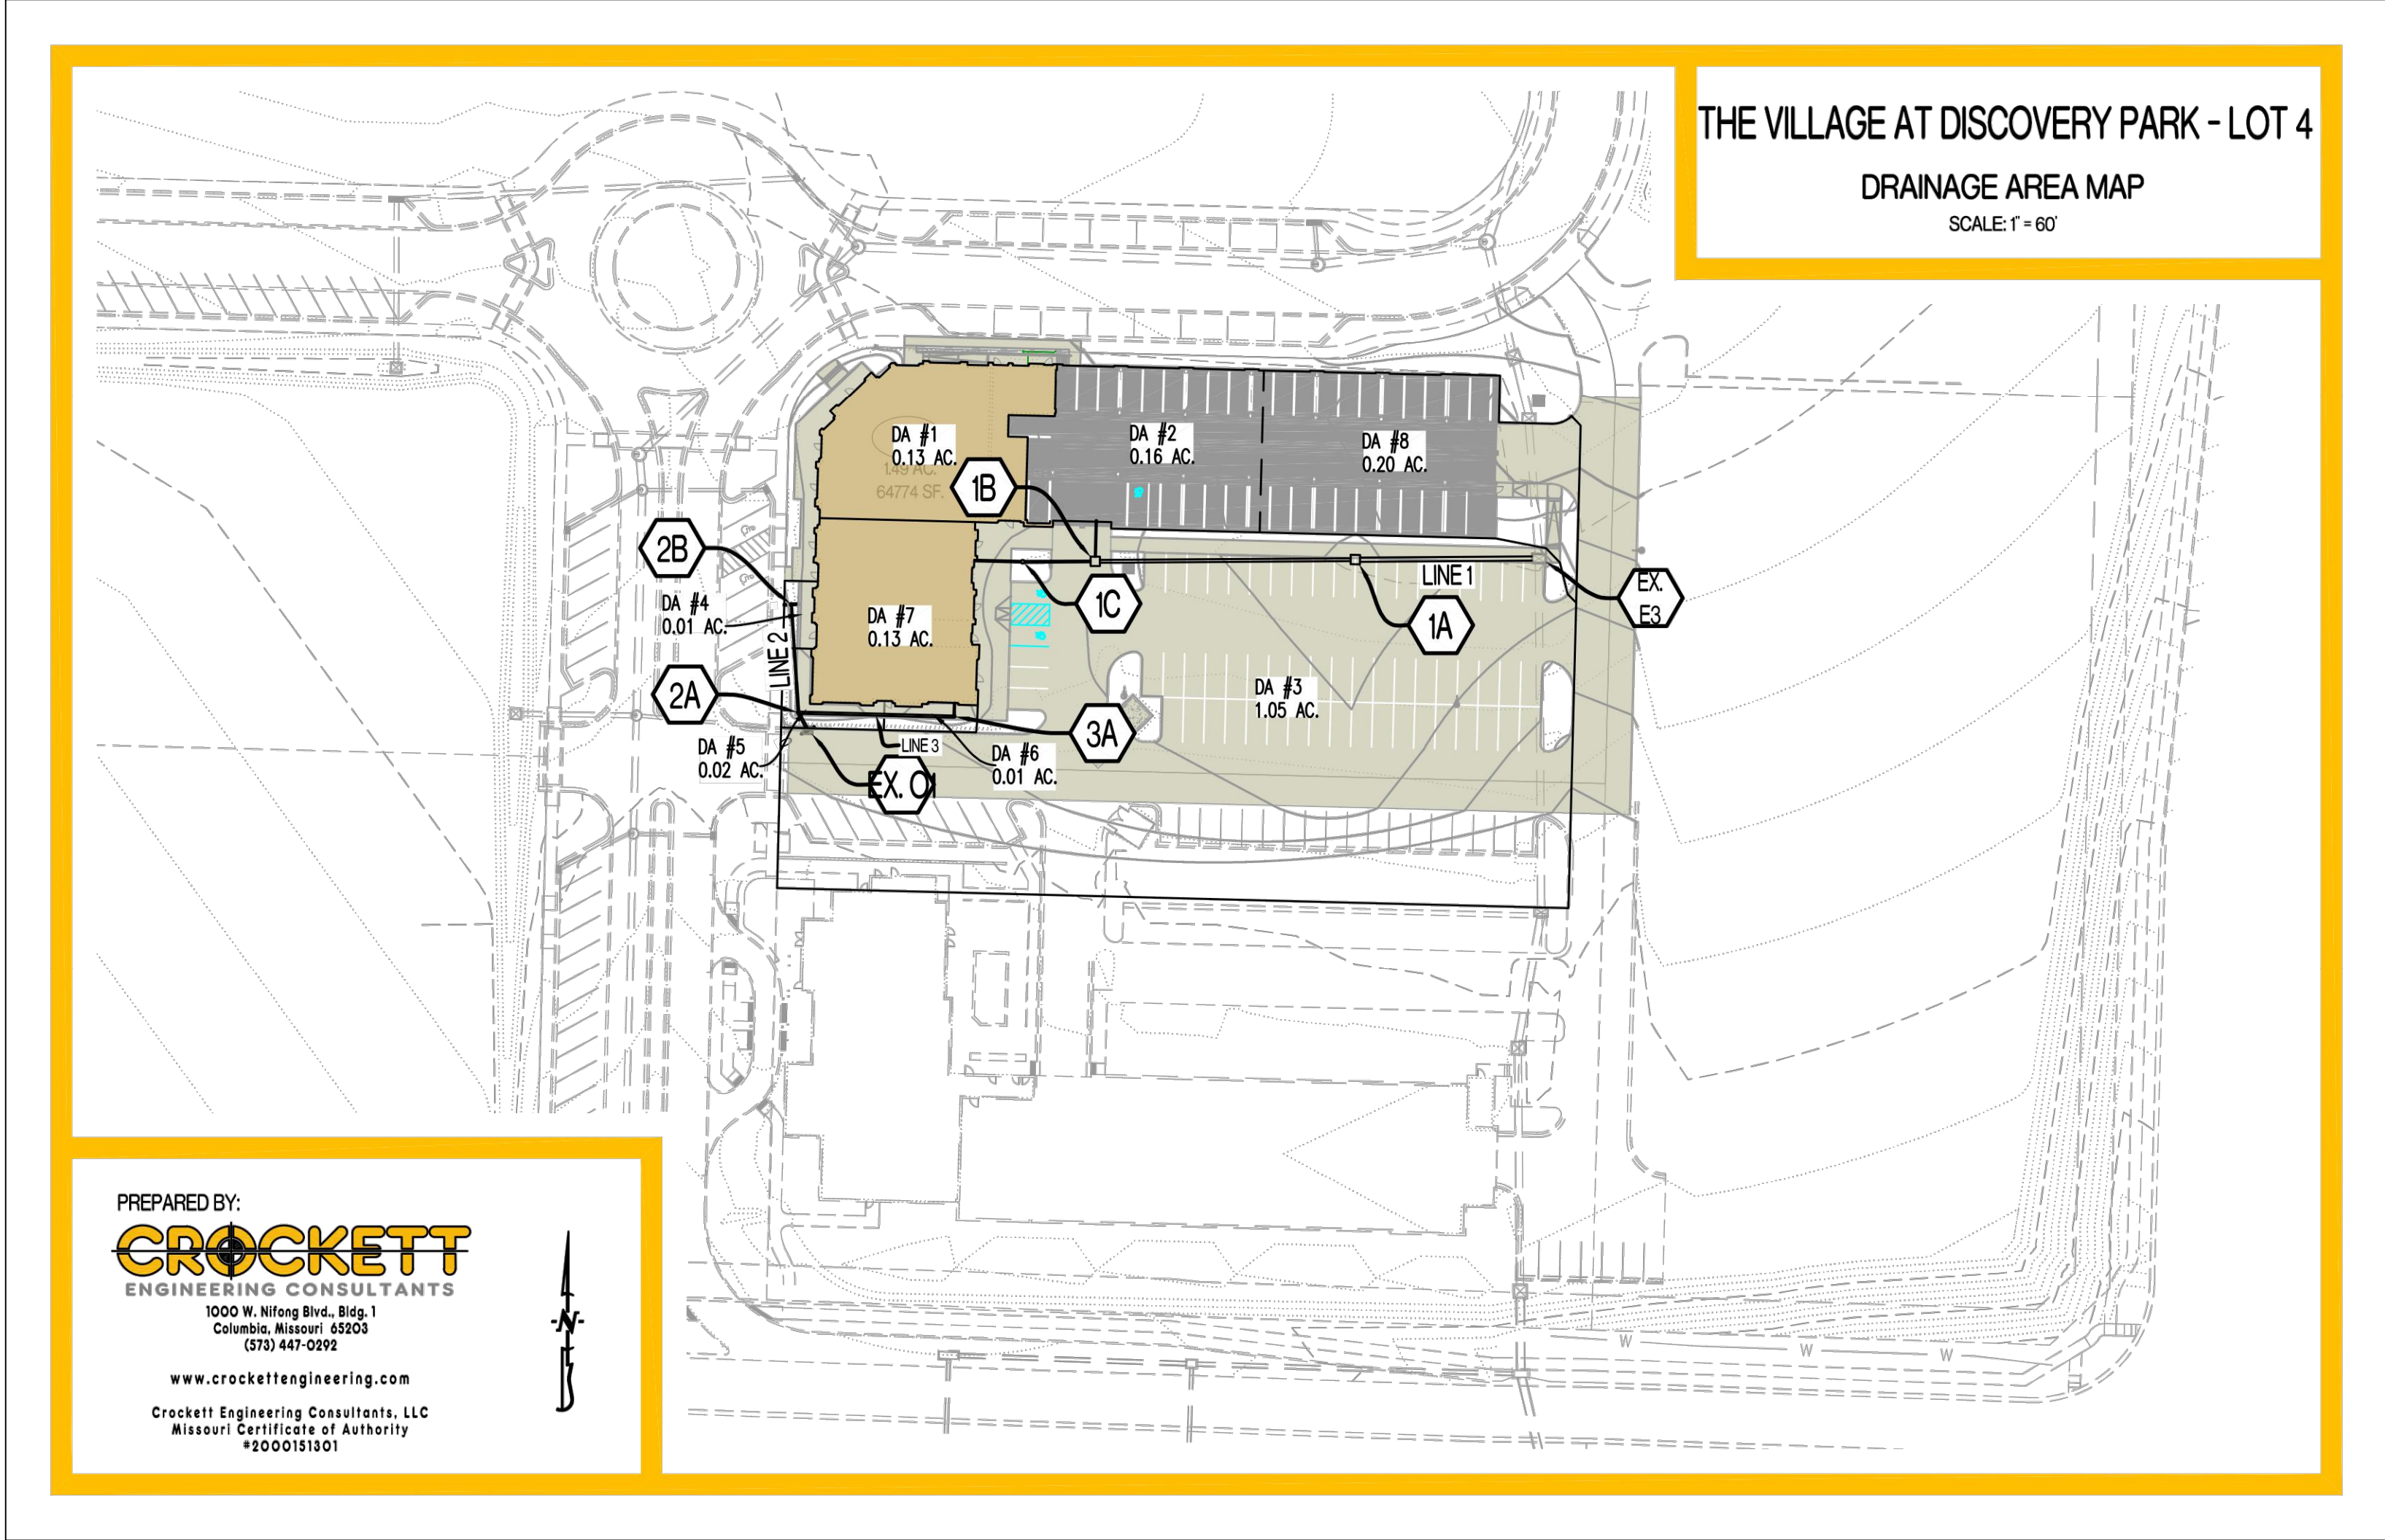 THE VILLAGE AT DISCOVERY PARK - LOT 4
DRAINAGE AREA MAP
SCALE: 1" = 60'
DA #1
0.13 AC.
1.49 AC.
64774 SF.
DA #2
0.16 AC.
DA #8
0.20 AC.
1B
2B
DA #4
0.01 AC.
LINE 2
DA #7
0.13 AC.
1C
LINE 1
1A
EX.
E3
2A
DA #3
1.05 AC.
3A
DA #5
0.02 AC.
LINE 3
DA #6
0.01 AC.
EX. O1
W
W
W
PREPARED BY:
CROCKETT
ENGINEERING CONSULTANTS
1000 W. Nifong Blvd., Bldg. 1
Columbia, Missouri 65203
(573) 447-0292
www.crockettengineering.com
Crockett Engineering Consultants, LLC
Missouri Certificate of Authority
#2000151301
-N-